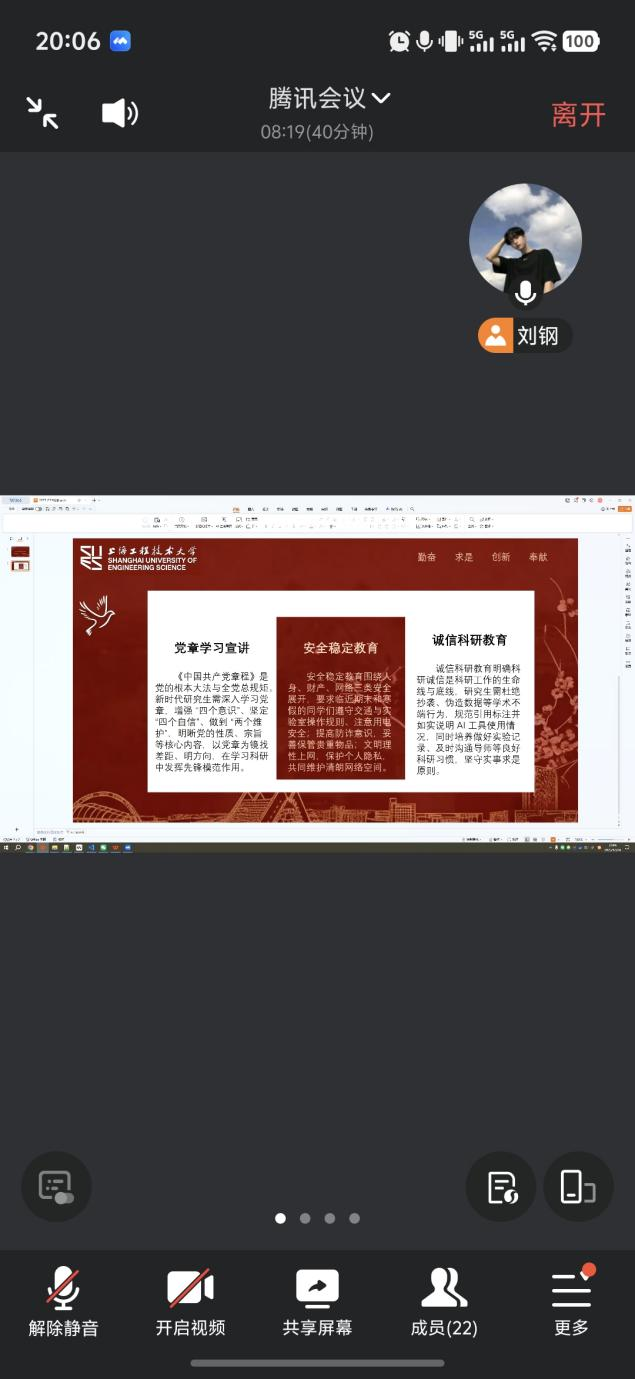 20:06
5G
5G
100
腾讯会议
08:19(40分钟)
离开
刘钢
上海工程技术大学
SHANGHAI UNIVERSITY OF
ENGINEERING SCIENCE
勤奋 求是 创新 奉献
党章学习宣讲
《中国共产党章程》是
党的根本大法与全党总规矩,
新时代研究生需深入学习党
章，增强 “四个意识”、坚定
“四个自信”、做到 “两个维
护”，明晰党的性质、宗旨
等核心内容，以党章为镜找
差距、明方向，在学习科研
中发挥先锋模范作用。
安全稳定教育
安全稳定教育围绕人
身、财产、网络三类安全
展开，要求临近期末和寒
假的同学们遵守交通与实
验室操作规则、注意用电
安全；提高防诈意识，妥
善保管贵重物品；文明理
性上网，保护个人隐私，
共同维护清朗网络空间。
诚信科研教育
诚信科研教育明确科
研诚信是科研工作的生命
线与底线，研究生需杜绝
抄袭、伪造数据等学术不
端行为，规范引用标注并
如实说明 AI 工具使用情
况，同时培养做好实验记
录、及时沟通导师等良好
科研习惯，坚守实事求是
原则。
解除静音
开启视频
共享屏幕
成员(22)
更多